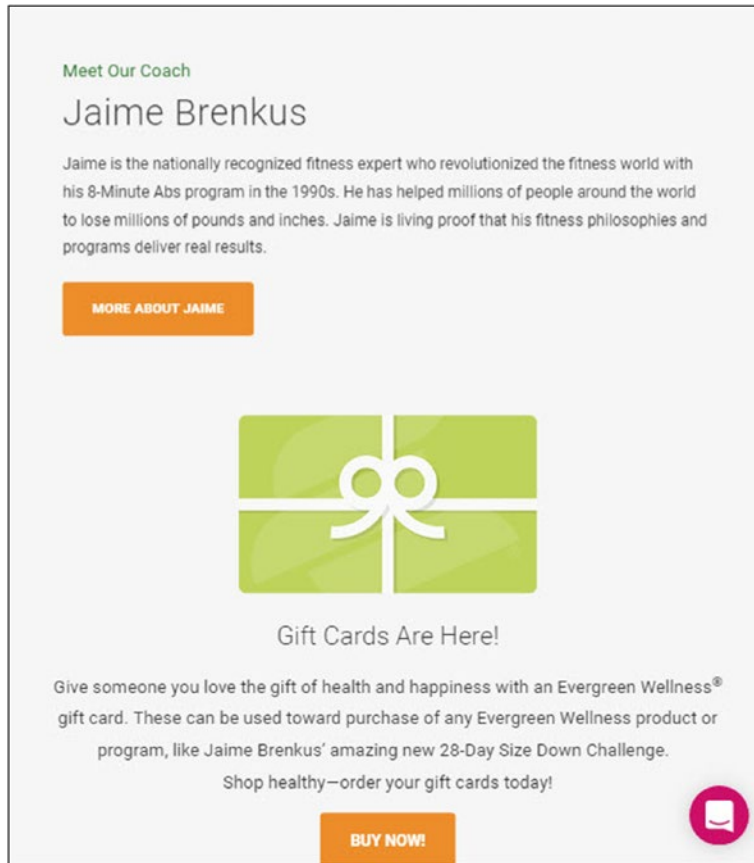 Meet Our Coach
Jaime Brenkus
Jaime is the nationally recognized fitness expert who revolutionized the fitness world with
his 8-Minute Abs program in the 1990s. He has helped millions of people around the world
to lose millions of pounds and inches. Jaime is living proof that his fitness philosophies and
programs deliver real results.
MORE ABOUT JAIME
Gift Cards Are Here!
Give someone you love the gift of health and happiness with an Evergreen Wellness®
gift card. These can be used toward purchase of any Evergreen Wellness product or
program, like Jaime Brenkus’ amazing new 28-Day Size Down Challenge.
Shop healthy—order your gift cards today!
BUY NOW!